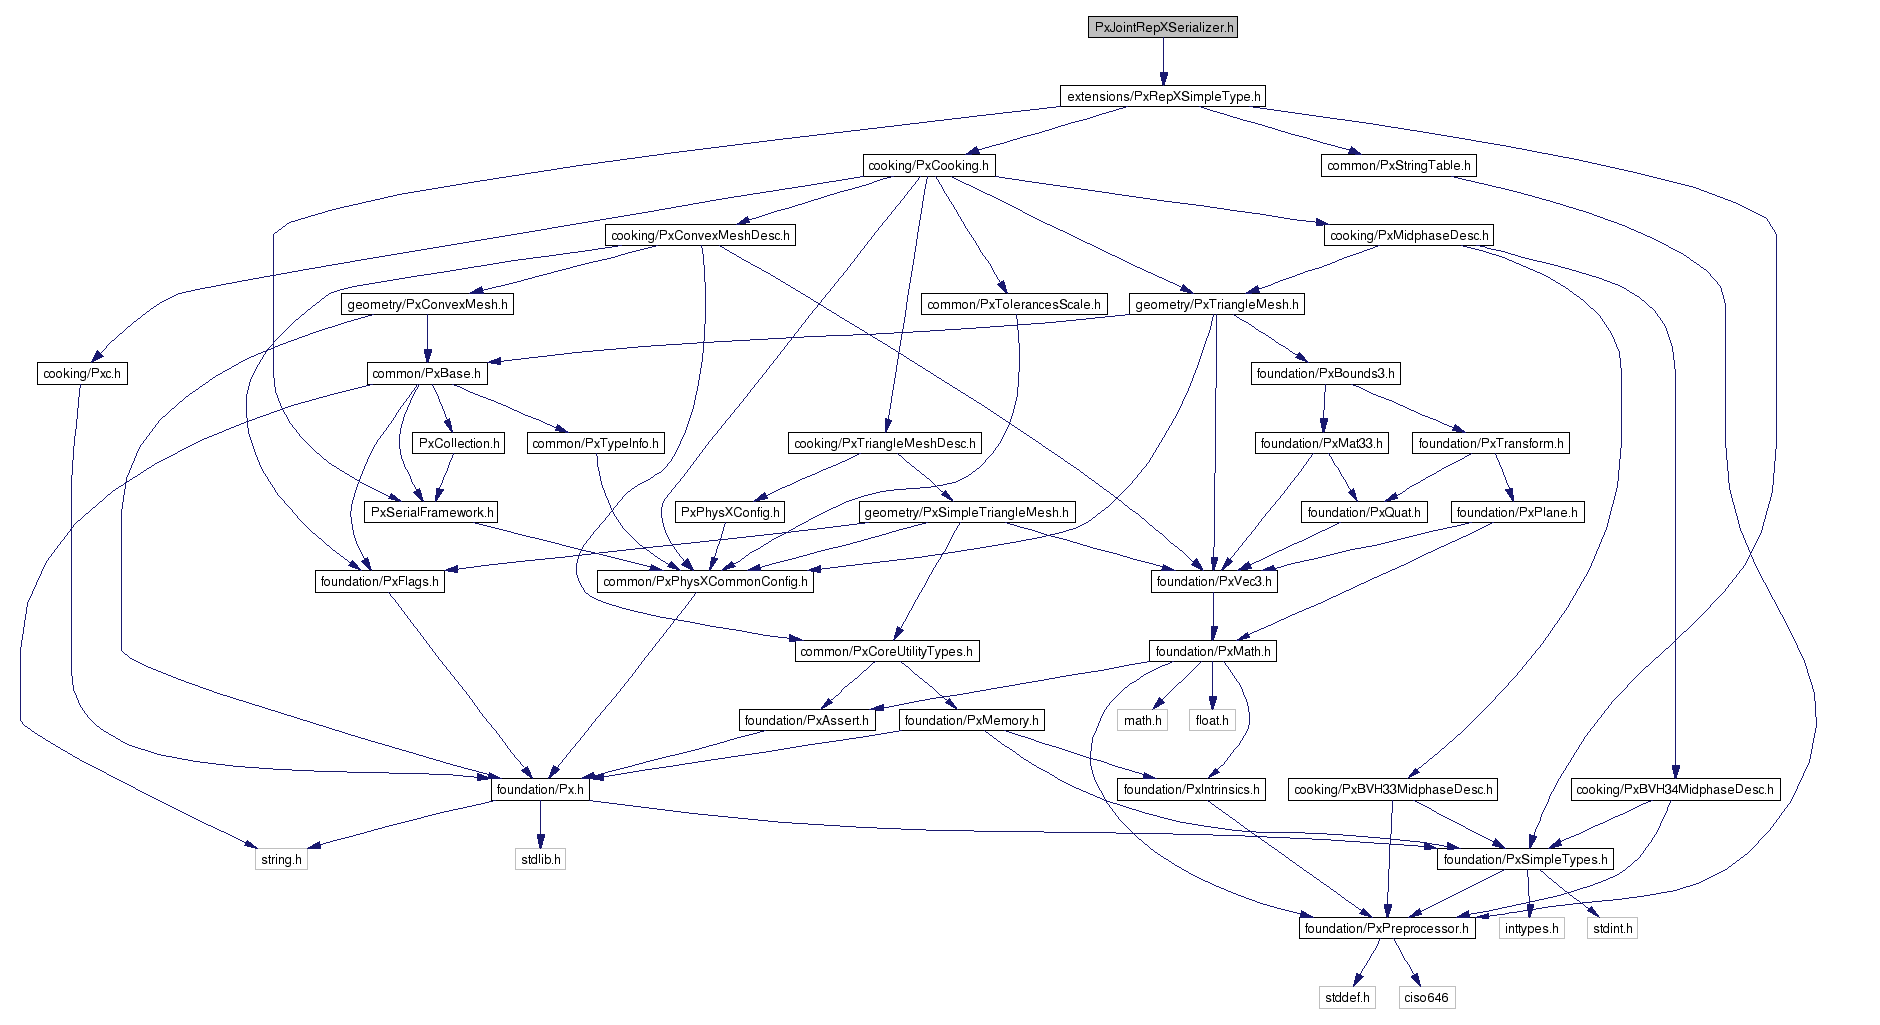 PxJointRepXSerializer.h
extensions/PxRepXSimpleType.h
cooking/PxCooking.h
common/PxStringTable.h
cooking/PxConvexMeshDesc.h
cooking/PxMidphaseDesc.h
geometry/PxConvexMesh.h
common/PxTolerancesScale.h
geometry/PxTriangleMesh.h
cooking/Pxc.h
common/PxBase.h
foundation/PxBounds3.h
PxCollection.h
common/PxTypeInfo.h
cooking/PxTriangleMeshDesc.h
foundation/PxMat33.h
foundation/PxTransform.h
PxSerialFramework.h
PxPhysXConfig.h
geometry/PxSimpleTriangleMesh.h
foundation/PxQuat.h
foundation/PxPlane.h
foundation/PxFlags.h
common/PxPhysXCommonConfig.h
foundation/PxVec3.h
common/PxCoreUtilityTypes.h
foundation/PxMath.h
foundation/PxAssert.h
foundation/PxMemory.h
math.h
float.h
foundation/Px.h
foundation/PxIntrinsics.h
cooking/PxBVH33MidphaseDesc.h
cooking/PxBVH34MidphaseDesc.h
string.h
stdlib.h
foundation/PxSimpleTypes.h
foundation/PxPreprocessor.h
inttypes.h
stdint.h
stddef.h
ciso646